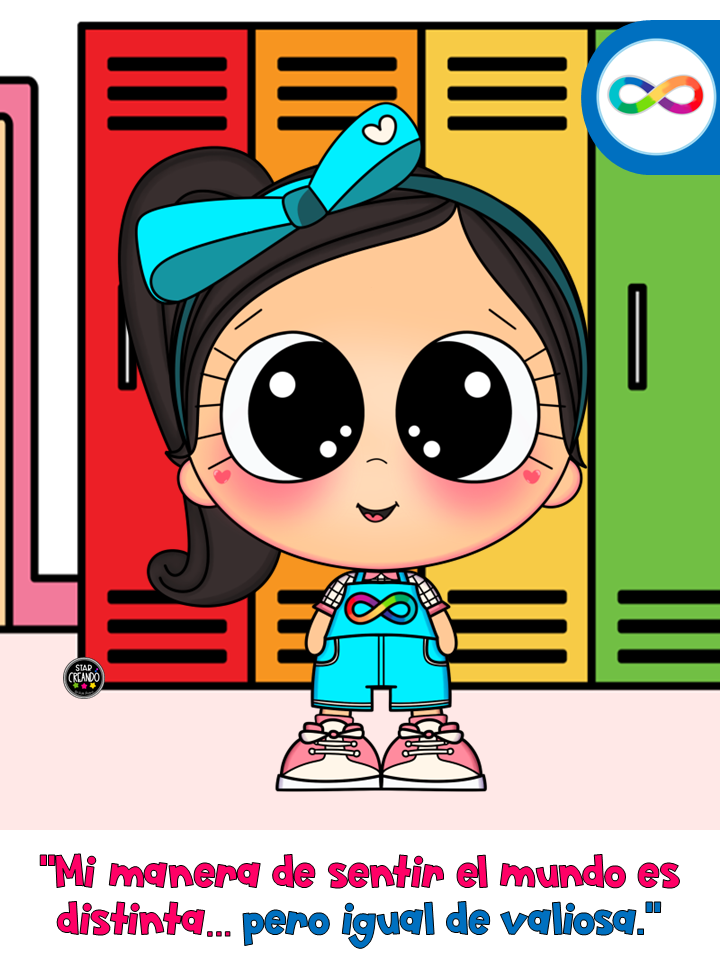 STAR
CREANDO
"Mi manera de sentir el mundo es
distinta... pero igual de valiosa."